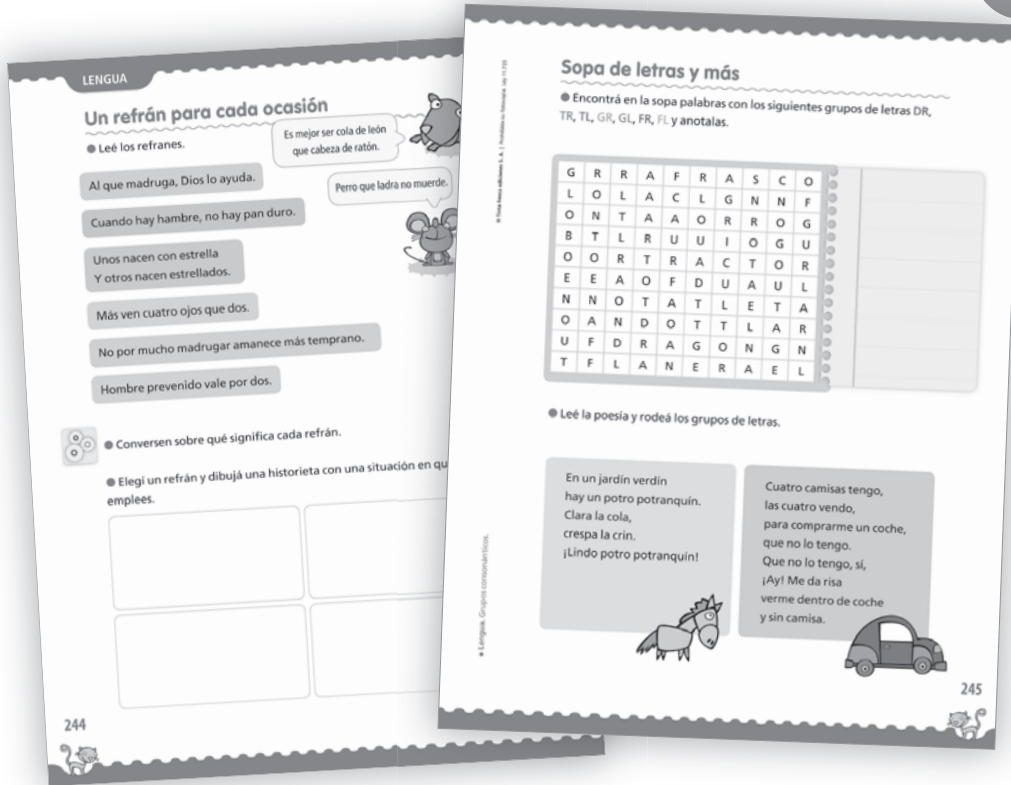 LENGUA
Un refrán para cada ocasión
Leé los refranes.
Es mejor ser cola de león
que cabeza de ratón.
Perro que ladra no muerde.
Al que madruga, Dios lo ayuda.
Cuando hay hambre, no hay pan duro.
Unos nacen con estrella
Y otros nacen estrellados.
Más ven cuatro ojos que dos.
No por mucho madrugar amanece más temprano.
Hombre prevenido vale por dos.
Conversen sobre qué significa cada refrán.
Elegí un refrán y dibujá una historieta con una situación en qu
emplees.
244
Sopa de letras y más
Encontrá en la sopa palabras con los siguientes grupos de letras DR,
TR, TL, GR, GL, FR, FL y anotalas.
G R R A F R A S C O
L O L A C L G N N F
O N T A A O R R O G
B T L R U U I O G U
O O R T R A C T O R
E E A O F D U A U L
N N O T A T L E T A
O A N D O T T L A R
U F D R A G O N G N
T F L A N E R A E L
Leé la poesía y rodeá los grupos de letras.
En un jardín verdín
hay un potro potranquín.
Clara la cola,
crespa la crin.
¡Lindo potro potranquín!
Cuatro camisas tengo,
las cuatro vendo,
para comprarme un coche,
que no lo tengo.
Que no lo tengo, sí,
¡Ay! Me da risa
verme dentro de coche
y sin camisa.
Lengua. Grupos consonánticos.
245